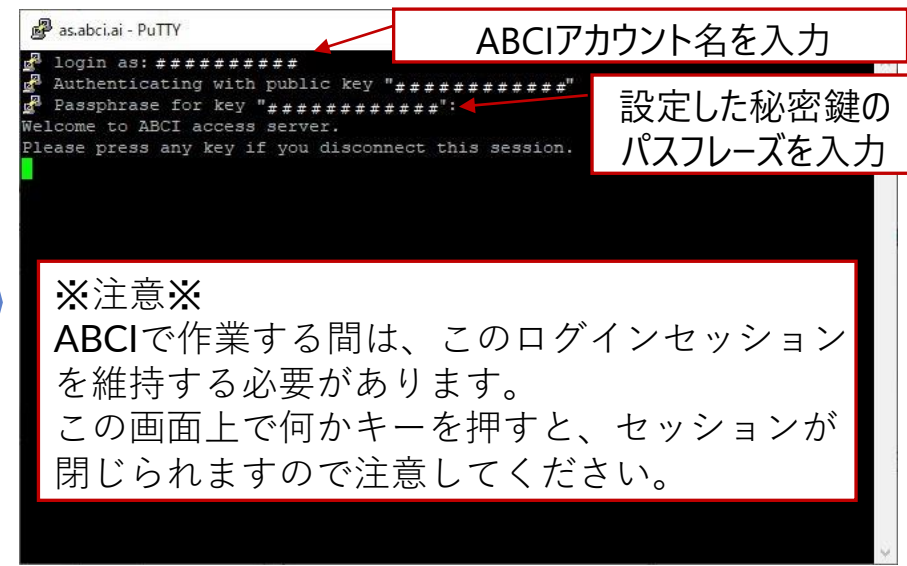 as.abci.ai - PuTTY
ABCIアカウント名を入力
login as: ##########
Authenticating with public key "############"
Passphrase for key "############":
設定した秘密鍵の
パスフレーズを入力
Welcome to ABCI access server.
Please press any key if you disconnect this session.
※注意※
ABCIで作業する間は、このログインセッション
を維持する必要があります。
この画面上で何かキーを押すと、セッションが
閉じられますので注意してください。